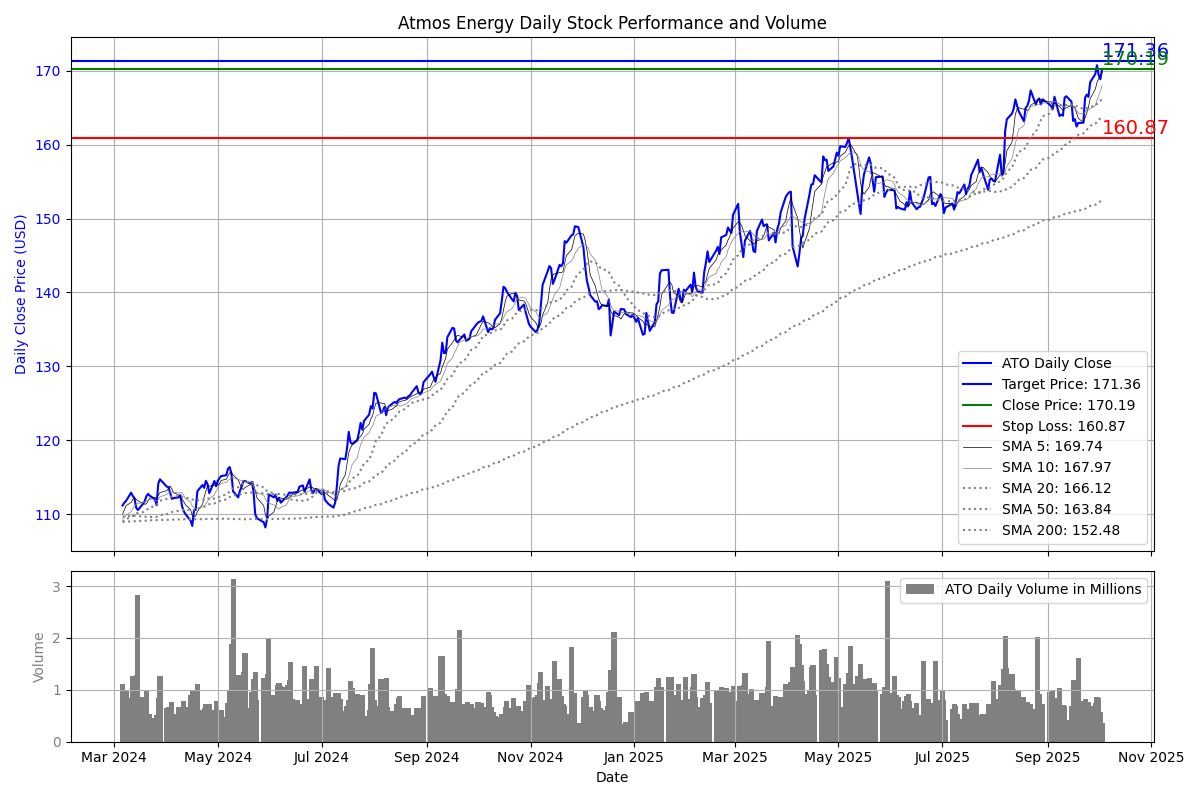 Atmos Energy Daily Stock Performance and Volume
171.36
170.19
160.87
170
160
150
140
130
120
110
Daily Close Price (USD)
ATO Daily Close
Target Price: 171.36
Close Price: 170.19
Stop Loss: 160.87
SMA 5: 169.74
SMA 10: 167.97
SMA 20: 166.12
SMA 50: 163.84
SMA 200: 152.48
ATO Daily Volume in Millions
3
2
1
0
Volume
Mar 2024 May 2024 Jul 2024 Sep 2024 Nov 2024 Jan 2025 Mar 2025 May 2025 Jul 2025 Sep 2025 Nov 2025
Date